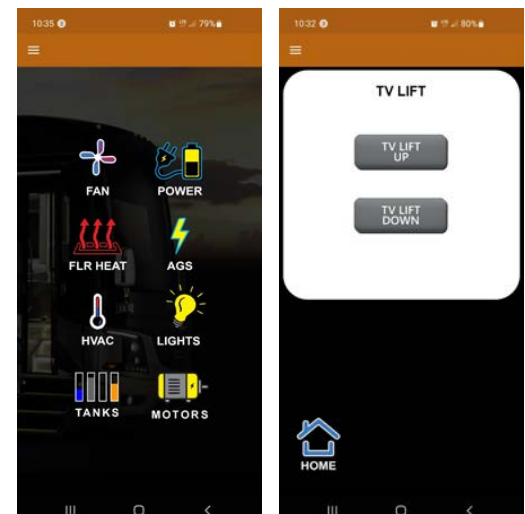 10:35
79%
FAN
POWER
FLR HEAT
AGS
HVAC
LIGHTS
TANKS
MOTORS
10:32
80%
TV LIFT
TV LIFT
UP
TV LIFT
DOWN
HOME